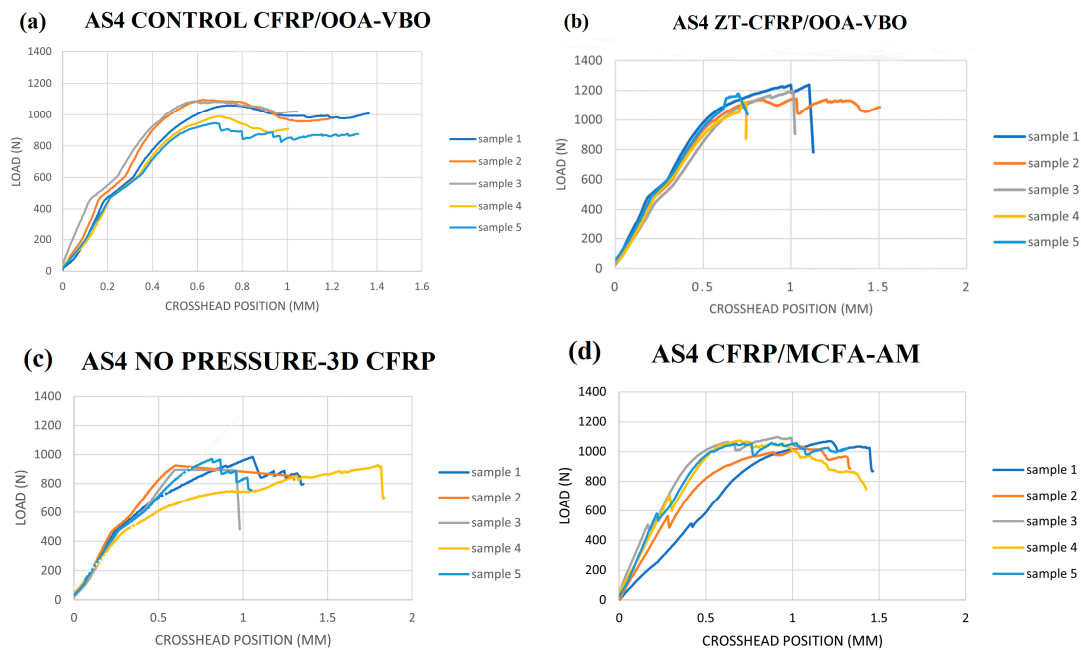 (a) AS4 CONTROL CFRP/OOA-VBO
1400
1200
1000
800
600
400
200
0
LOAD (N)
0 0.2 0.4 0.6 0.8 1 1.2 1.4 1.6
CROSSHEAD POSITION (MM)
sample 1
sample 2
sample 3
sample 4
sample 5
(b) AS4 ZT-CFRP/OOA-VBO
1400
1200
1000
800
600
400
200
0
LOAD (N)
0 0.5 1 1.5 2
CROSSHEAD POSITION (MM)
sample 1
sample 2
sample 3
sample 4
sample 5
(c) AS4 NO PRESSURE-3D CFRP
1400
1200
1000
800
600
400
200
0
LOAD (N)
0 0.5 1 1.5 2
CROSSHEAD POSITION (MM)
sample 1
sample 2
sample 3
sample 4
sample 5
(d) AS4 CFRP/MCFA-AM
1400
1200
1000
800
600
400
200
0
LOAD (N)
0 0.5 1 1.5 2
CROSSHEAD POSITION (MM)
sample 1
sample 2
sample 3
sample 4
sample 5